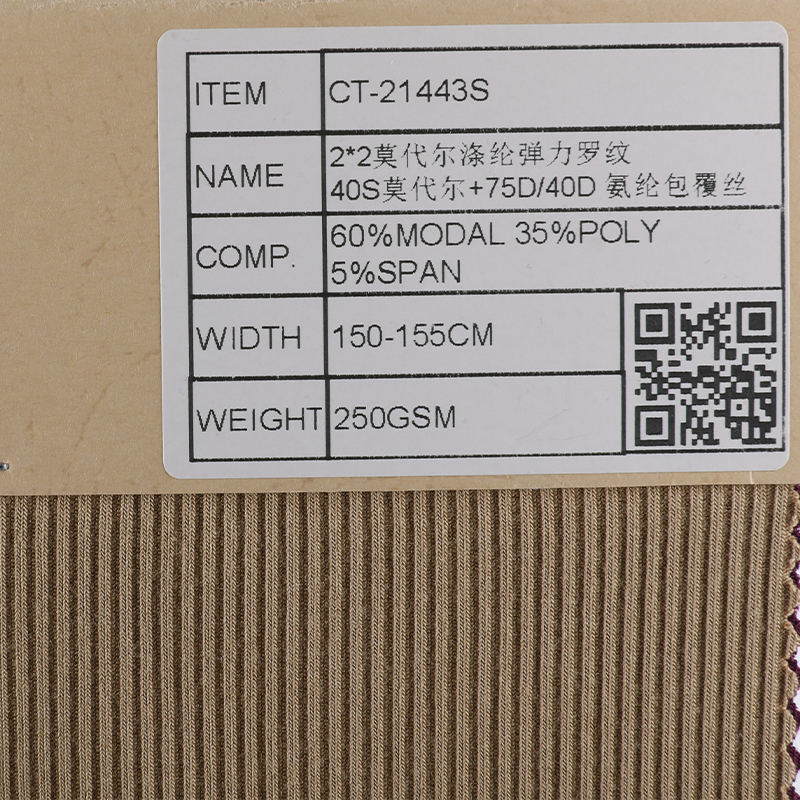 ITEM CT-21443S
NAME 2*2莫代尔涤纶弹力罗纹
40S莫代尔+75D/40D 氨纶包覆丝
COMP. 60%MODAL 35%POLY
5%SPAN
WIDTH 150-155CM
WEIGHT 250GSM